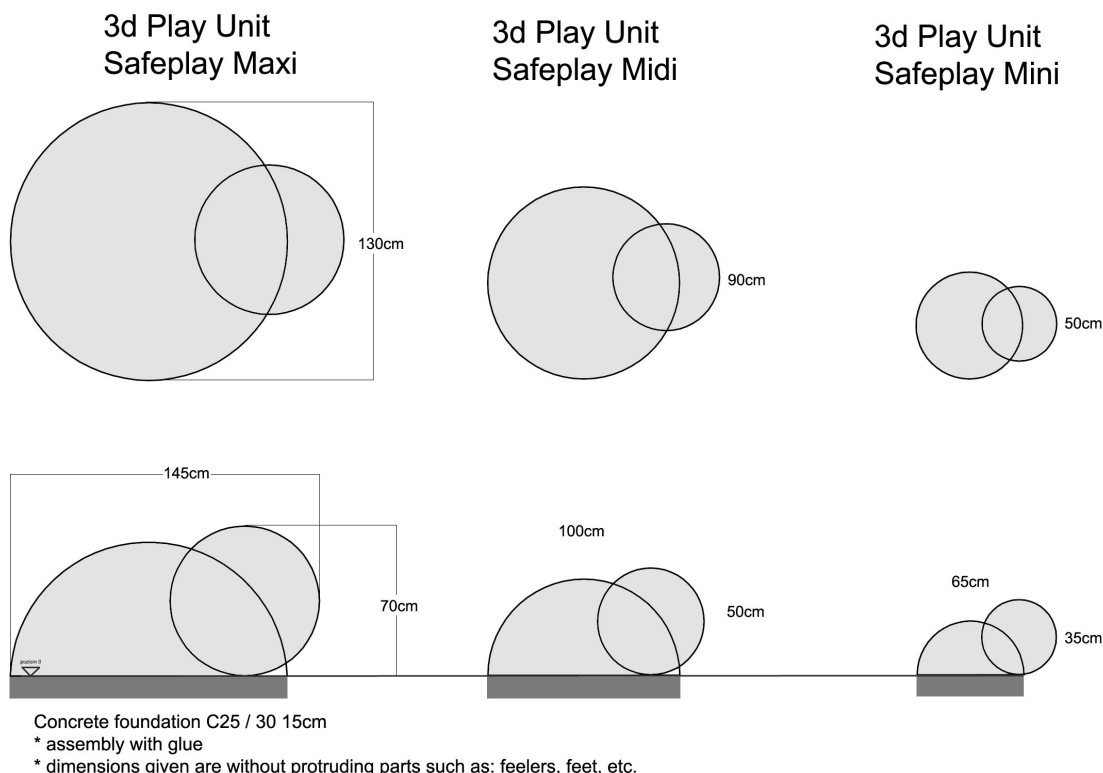 3d Play Unit
Safeplay Maxi
3d Play Unit
Safeplay Midi
3d Play Unit
Safeplay Mini
130cm
90cm
50cm
145cm
100cm
65cm
70cm
50cm
35cm
poziom 0
Concrete foundation C25 / 30 15cm
* assembly with glue
* dimensions given are without protruding parts such as: feelers, feet, etc.